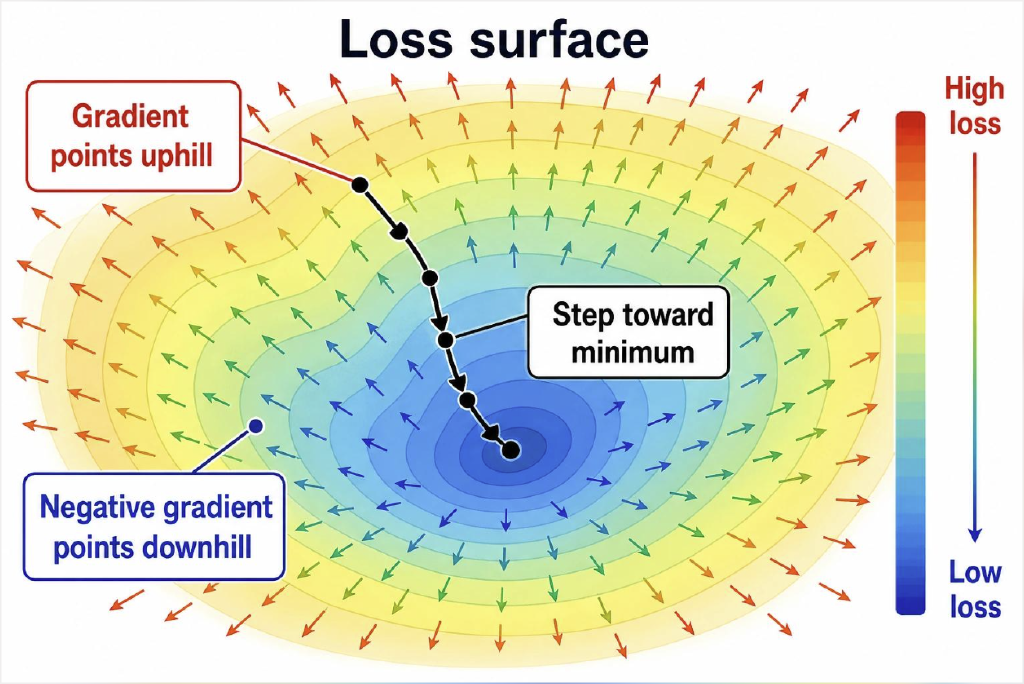 Loss surface
Gradient
points uphill
High
loss
Step toward
minimum
Negative gradient
points downhill
Low
loss